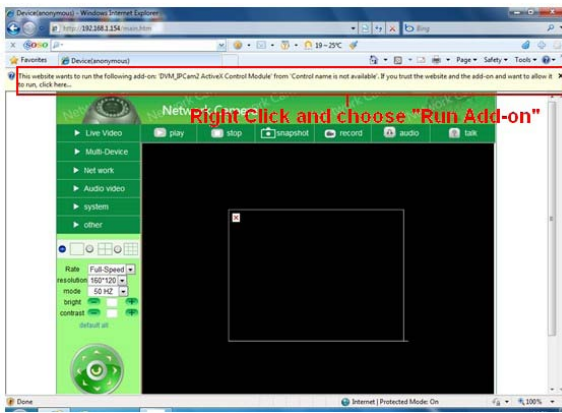 Device(anonymous) - Windows Internet Explorer
http://192.168.1.154/main.htm
Bing
SOSO
19~25℃
Favorites
Device(anonymous)
Page
Safety
Tools
This website wants to run the following add-on: 'DVM_IPCam2 ActiveX Control Module' from 'Control name is not available'. If you trust the website and the add-on and want to allow it
to run, click here...
Network Camera
Right Click and choose "Run Add-on"
Live Video
play
stop
snapshot
record
audio
talk
Multi-Device
Net work
Audio video
system
other
Rate Full-Speed
resolution 160*120
mode 50 HZ
bright
contrast
default all
Done
Internet | Protected Mode: On
100%